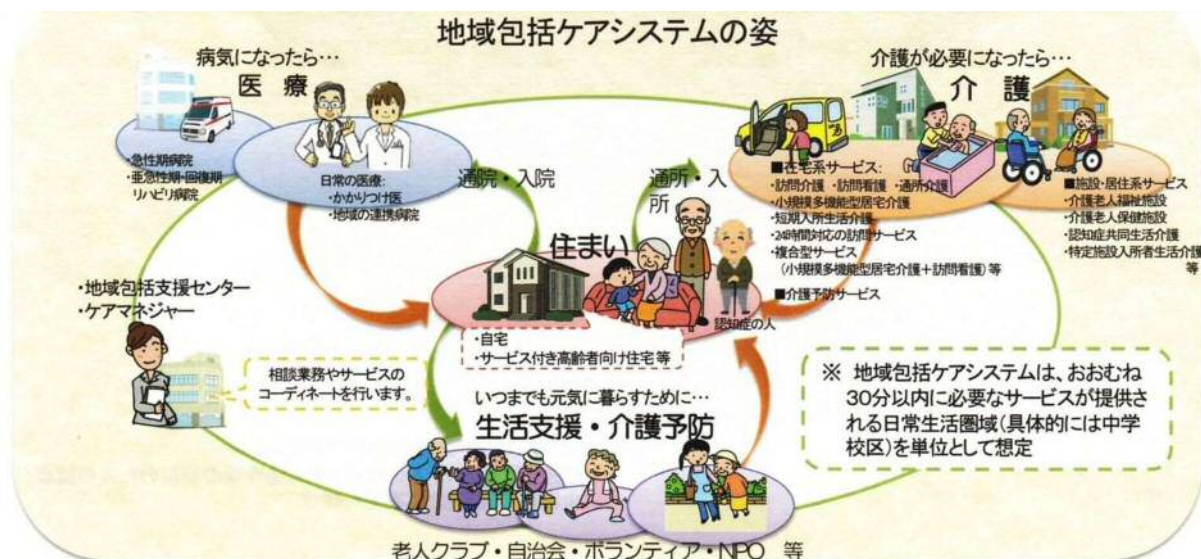 地域包括ケアシステムの姿
病気になったら…
医療
・急性期病院
・亜急性期・回復期
リハビリ病院
日常の医療：
・かかりつけ医
・地域の連携病院
通院・入院
通所・入
所
介護が必要になったら…
介護
■在宅系サービス：
・訪問介護 ・訪問看護 ・通所介護
・小規模多機能型居宅介護
・短期入所生活介護
・24時間対応の訪問サービス
・複合型サービス
（小規模多機能型居宅介護＋訪問看護）等
■介護予防サービス
■施設・居住系サービス
・介護老人福祉施設
・介護老人保健施設
・認知症共同生活介護
・特定施設入所者生活介護
等
住まい
認知症の人
・自宅
・サービス付き高齢者向け住宅 等
・地域包括支援センター
・ケアマネジャー
相談業務やサービスの
コーディネートを行います。
いつまでも元気に暮らすために…
生活支援・介護予防
老人クラブ・自治会・ボランティア・NPO 等
※ 地域包括ケアシステムは、おおむね
30分以内に必要なサービスが提供さ
れる日常生活圏域（具体的には中学
校区）を単位として想定